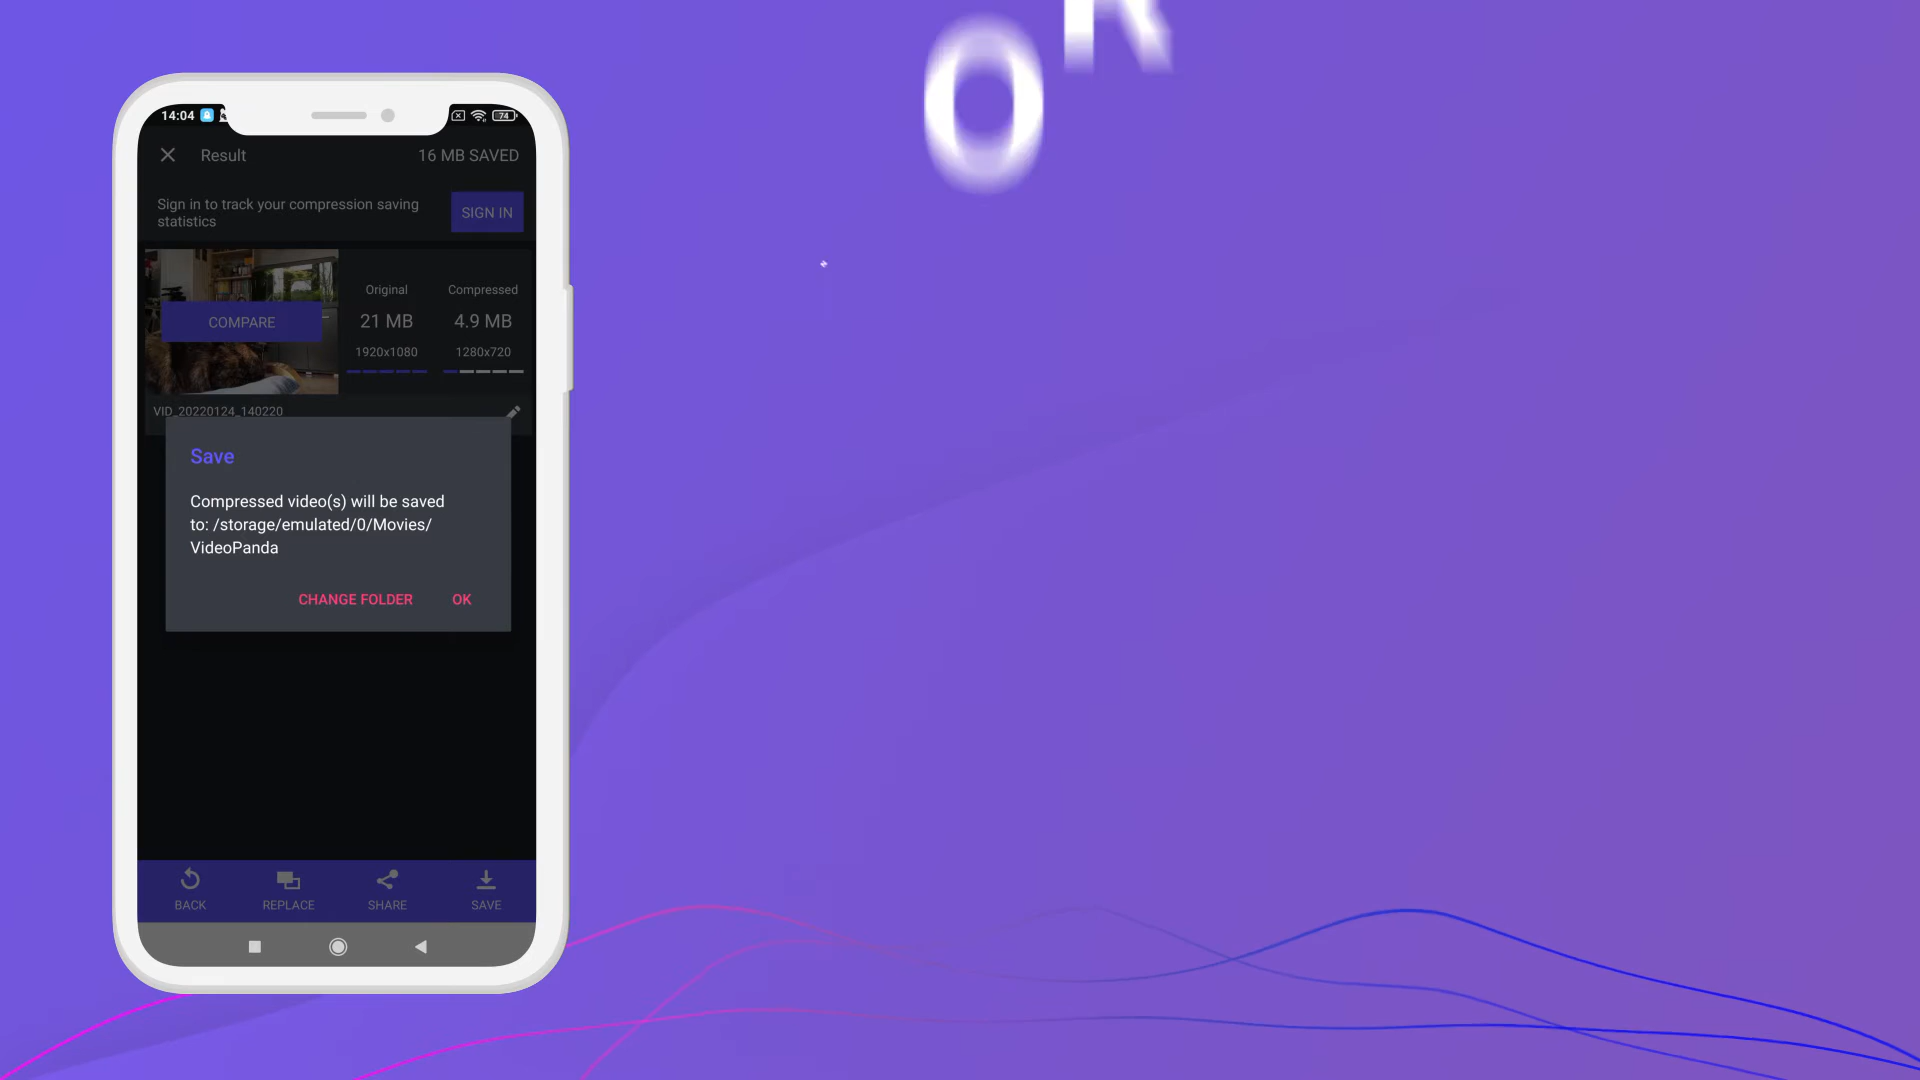 OR
14:04
74
Result
16 MB SAVED
Sign in to track your compression saving
statistics
SIGN IN
COMPARE
Original
Compressed
21 MB
4.9 MB
1920x1080
1280x720
VID_20220124_140220
Save
Compressed video(s) will be saved
to: /storage/emulated/0/Movies/
VideoPanda
CHANGE FOLDER
OK
BACK
REPLACE
SHARE
SAVE